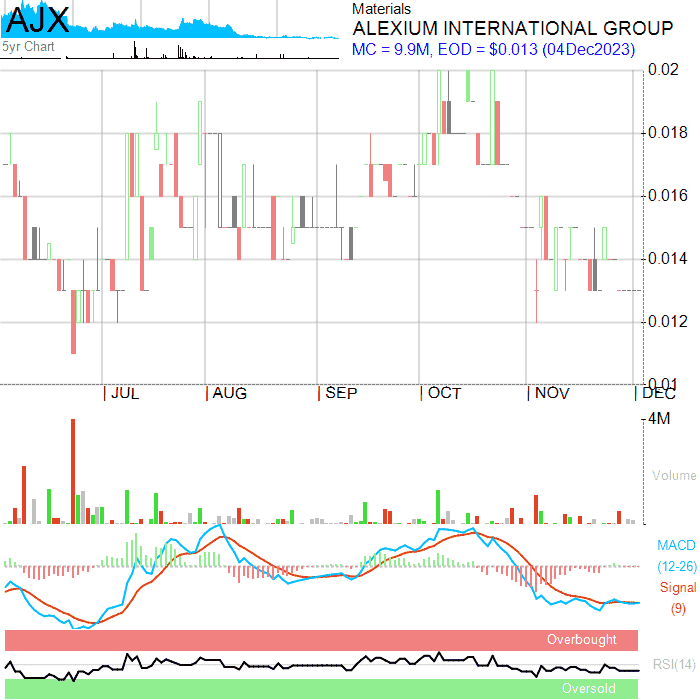 AJX
5yr Chart
Materials
ALEXIUM INTERNATIONAL GROUP
MC = 9.9M, EOD = $0.013 (04Dec2023)
0.02
0.018
0.016
0.014
0.012
0.01
JUL AUG SEP OCT NOV DEC
4M
Volume
MACD
(12-26)
Signal
(9)
Overbought
RSI(14)
Oversold